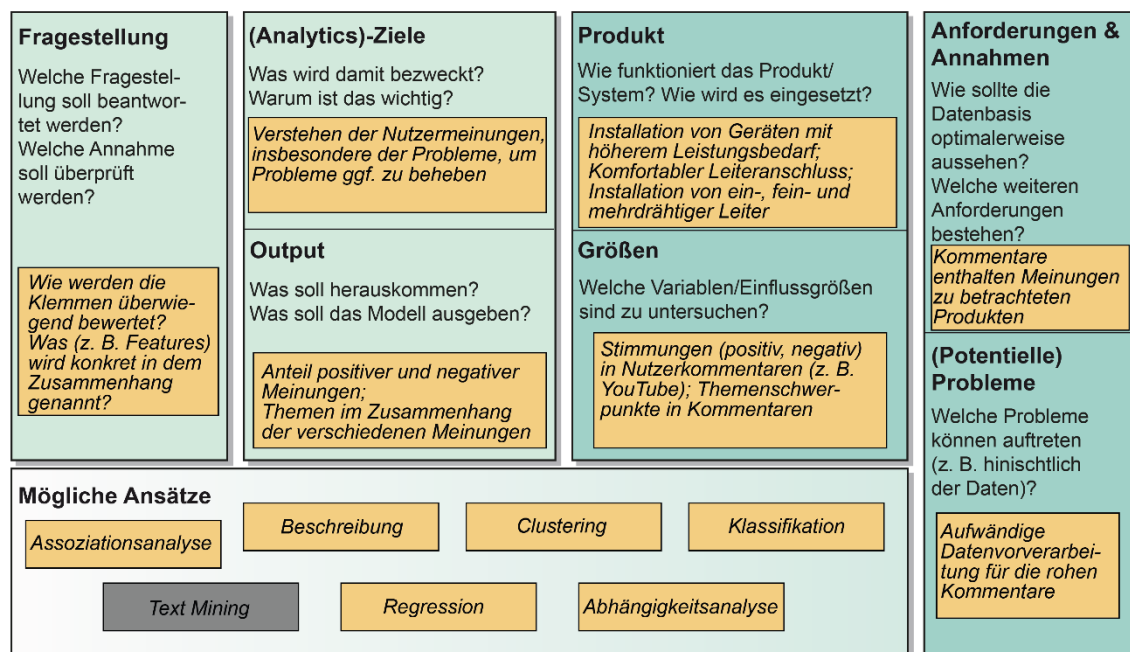 Fragestellung
Welche Fragestel-
lung soll beantwor-
tet werden?
Welche Annahme
soll überprüft
werden?
Wie werden die
Klemmen überwie-
gend bewertet?
Was (z. B. Features)
wird konkret in dem
Zusammenhang
genannt?
(Analytics)-Ziele
Was wird damit bezweckt?
Warum ist das wichtig?
Verstehen der Nutzermeinungen,
insbesondere der Probleme, um
Probleme ggf. zu beheben
Output
Was soll herauskommen?
Was soll das Modell ausgeben?
Anteil positiver und negativer
Meinungen;
Themen im Zusammenhang
der verschiedenen Meinungen
Produkt
Wie funktioniert das Produkt/
System? Wie wird es eingesetzt?
Installation von Geräten mit
höherem Leistungsbedarf;
Komfortabler Leiteranschluss;
Installation von ein-, fein- und
mehrdrähtiger Leiter
Größen
Welche Variablen/Einflussgrößen
sind zu untersuchen?
Stimmungen (positiv, negativ)
in Nutzerkommentaren (z. B.
YouTube); Themenschwer-
punkte in Kommentaren
Anforderungen &
Annahmen
Wie sollte die
Datenbasis
optimalerweise
aussehen?
Welche weiteren
Anforderungen
bestehen?
Kommentare
enthalten Meinungen
zu betrachteten
Produkten
(Potentielle)
Probleme
Welche Probleme
können auftreten
(z. B. hinischtlich
der Daten)?
Aufwändige
Datenvorverarbei-
tung für die rohen
Kommentare
Mögliche Ansätze
Assoziationsanalyse
Beschreibung
Clustering
Klassifikation
Text Mining
Regression
Abhängigkeitsanalyse